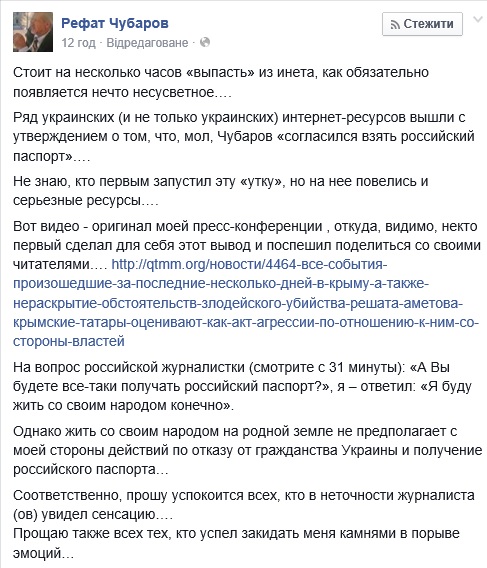 Рефат Чубаров
12 год · Відредаговане ·
Стежити
Стоит на несколько часов «выпасть» из инета, как обязательно
появляется нечто несусветное….
Ряд украинских (и не только украинских) интернет-ресурсов вышли с
утверждением о том, что, мол, Чубаров «согласился взять российский
паспорт»….
Не знаю, кто первым запустил эту «утку», но на нее повелись и
серьезные ресурсы….
Вот видео - оригинал моей пресс-конференции , откуда, видимо, некто
первый сделал для себя этот вывод и поспешил поделиться со своими
читателями…. http://qtmm.org/новости/4464-все-события-
произошедшие-за-последние-несколько-дней-в-крыму-а-также-
нераскрытие-обстоятельств-злодейского-убийства-решата-аметова-
крымские-татары-оценивают-как-акт-агрессии-по-отношению-к-ним-со-
стороны-властей
На вопрос российской журналистки (смотрите с 31 минуты): «А Вы
будете все-таки получать российский паспорт?», я – ответил: «Я буду
жить со своим народом конечно».
Однако жить со своим народом на родной земле не предполагает с
моей стороны действий по отказу от гражданства Украины и получение
российского паспорта…
Соответственно, прошу успокоится всех, кто в неточности журналиста
(ов) увидел сенсацию….
Прощаю также всех тех, кто успел закидать меня камнями в порыве
эмоций…